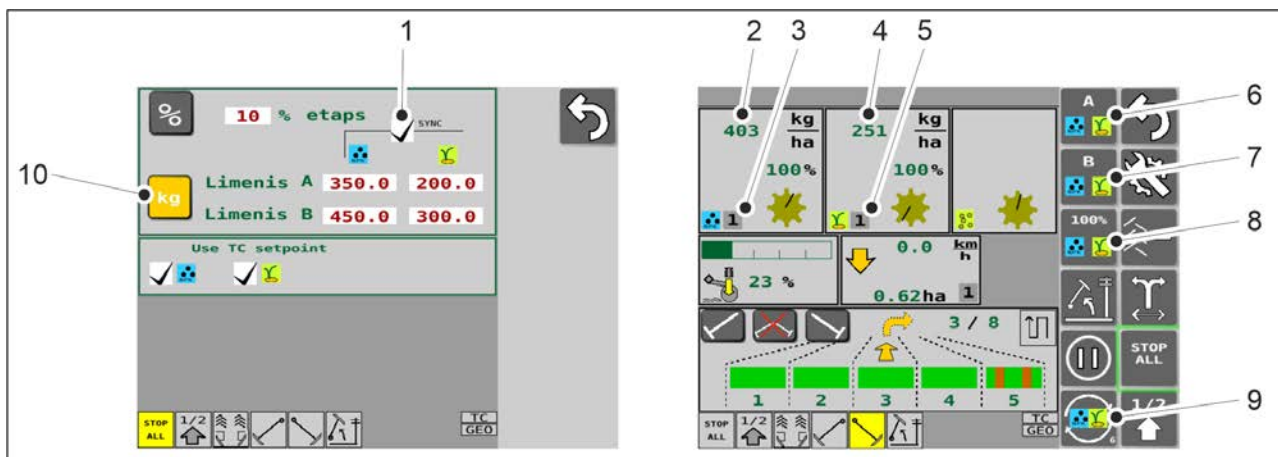 1
2
3
4
5
6
7
8
9
10
%
10 % etaps
SYNC
kg
Limenis A 350.0 200.0
Limenis B 450.0 300.0
Use TC setpoint
STOP ALL
1/2
TC GEO
403 kg ha
100%
1
251 kg ha
100%
1
23 %
0.0 km h
0.62ha 1
3 / 8
1 2 3 4 5
STOP ALL
1/2
TC GEO
A
B
100%
STOP ALL
1/2
6